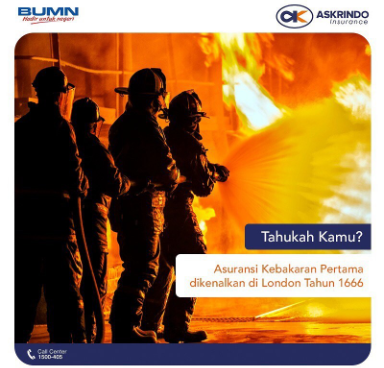 BUMN
Hadir untuk negeri
ASKRINDO
Insurance
Tahukah Kamu?
Asuransi Kebakaran Pertama
dikenalkan di London Tahun 1666
Call Center
1500-405